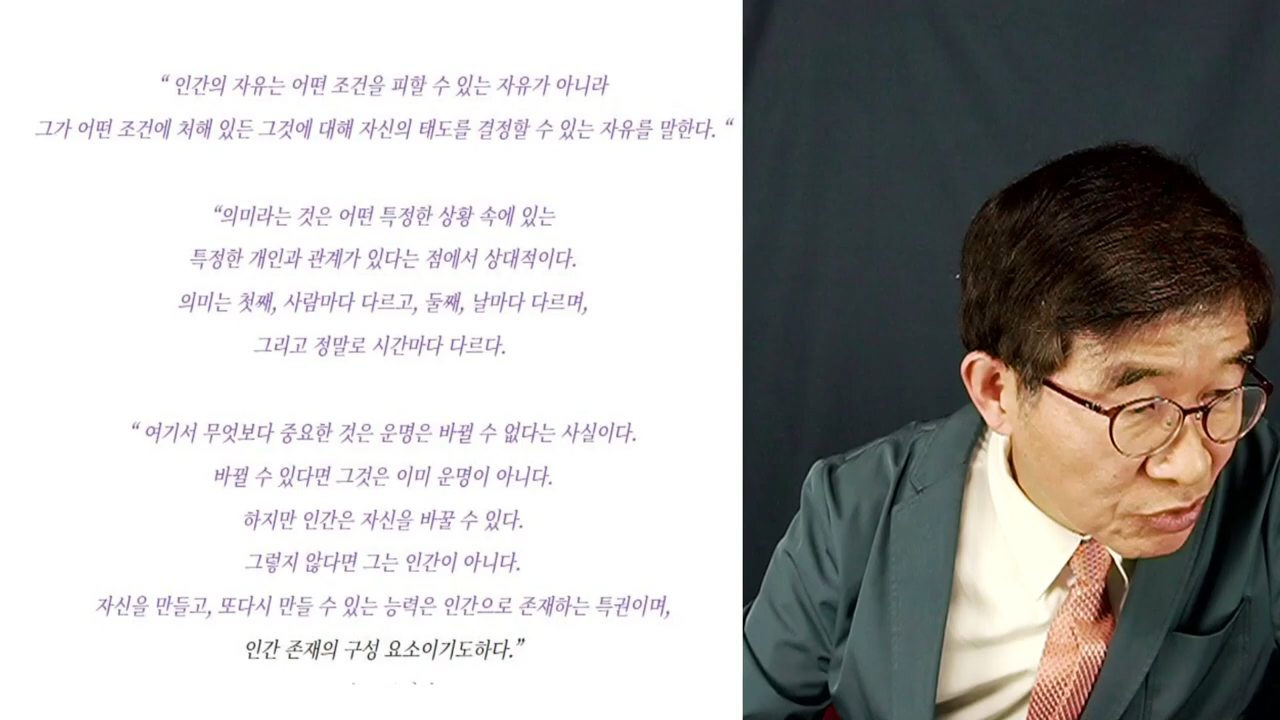 “ 인간의 자유는 어떤 조건을 피할 수 있는 자유가 아니라
그가 어떤 조건에 처해 있든 그것에 대해 자신의 태도를 결정할 수 있는 자유를 말한다. “
“의미라는 것은 어떤 특정한 상황 속에 있는
특정한 개인과 관계가 있다는 점에서 상대적이다.
의미는 첫째, 사람마다 다르고, 둘째, 날마다 다르며,
그리고 정말로 시간마다 다르다.
“ 여기서 무엇보다 중요한 것은 운명은 바뀔 수 없다는 사실이다.
바뀔 수 있다면 그것은 이미 운명이 아니다.
하지만 인간은 자신을 바꿀 수 있다.
그렇지 않다면 그는 인간이 아니다.
자신을 만들고, 또다시 만들 수 있는 능력은 인간으로 존재하는 특권이며,
인간 존재의 구성 요소이기도하다.”